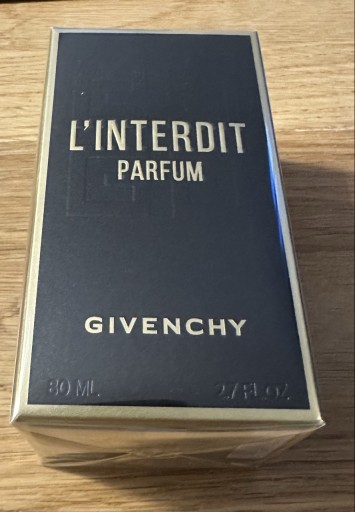 L'INTERDIT
PARFUM
GIVENCHY
80 ML 2.7 FL.OZ